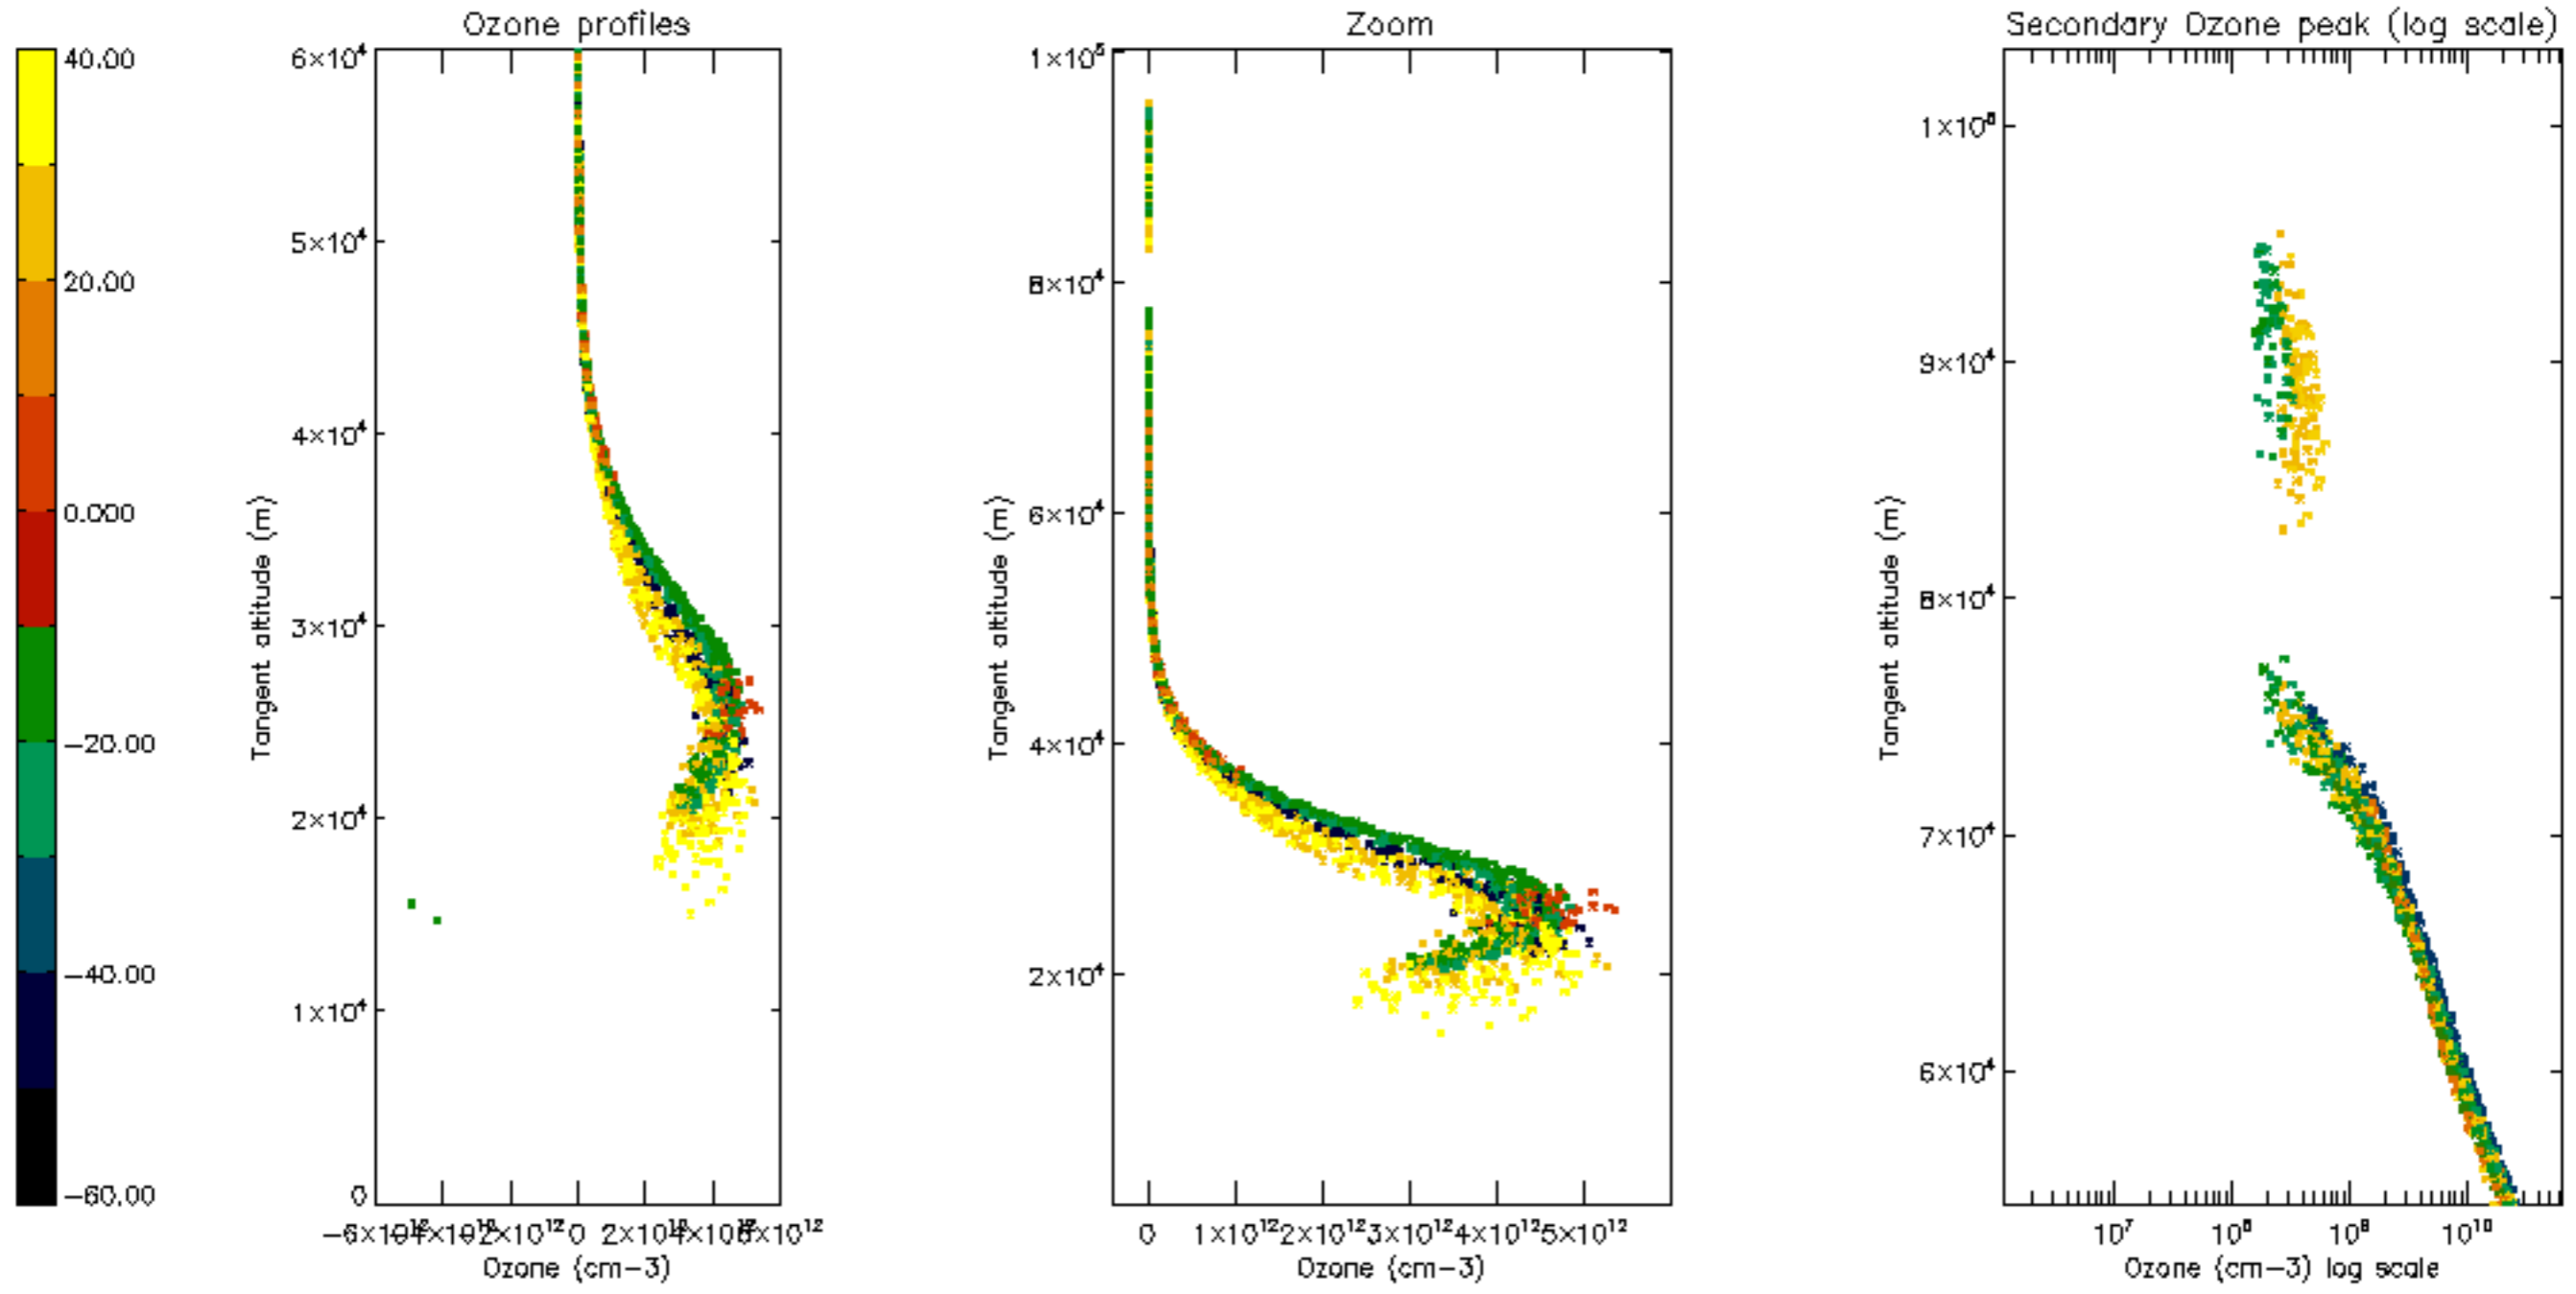 Ozone profiles
Zoom
Secondary Ozone peak (log scale)
40.00
20.00
0.000
−20.00
−40.00
−60.00
6×10⁴
5×10⁴
4×10⁴
3×10⁴
2×10⁴
1×10⁴
0
Tangent altitude (m)
0
2×10¹²
Ozone (cm−3)
1×10⁵
8×10⁴
6×10⁴
4×10⁴
2×10⁴
Tangent altitude (m)
0 1×10¹² 2×10¹² 3×10¹² 4×10¹² 5×10¹²
Ozone (cm−3)
1×10⁵
9×10⁴
8×10⁴
7×10⁴
6×10⁴
Tangent altitude (m)
10⁷ 10⁸ 10⁹ 10¹⁰
Ozone (cm−3) log scale